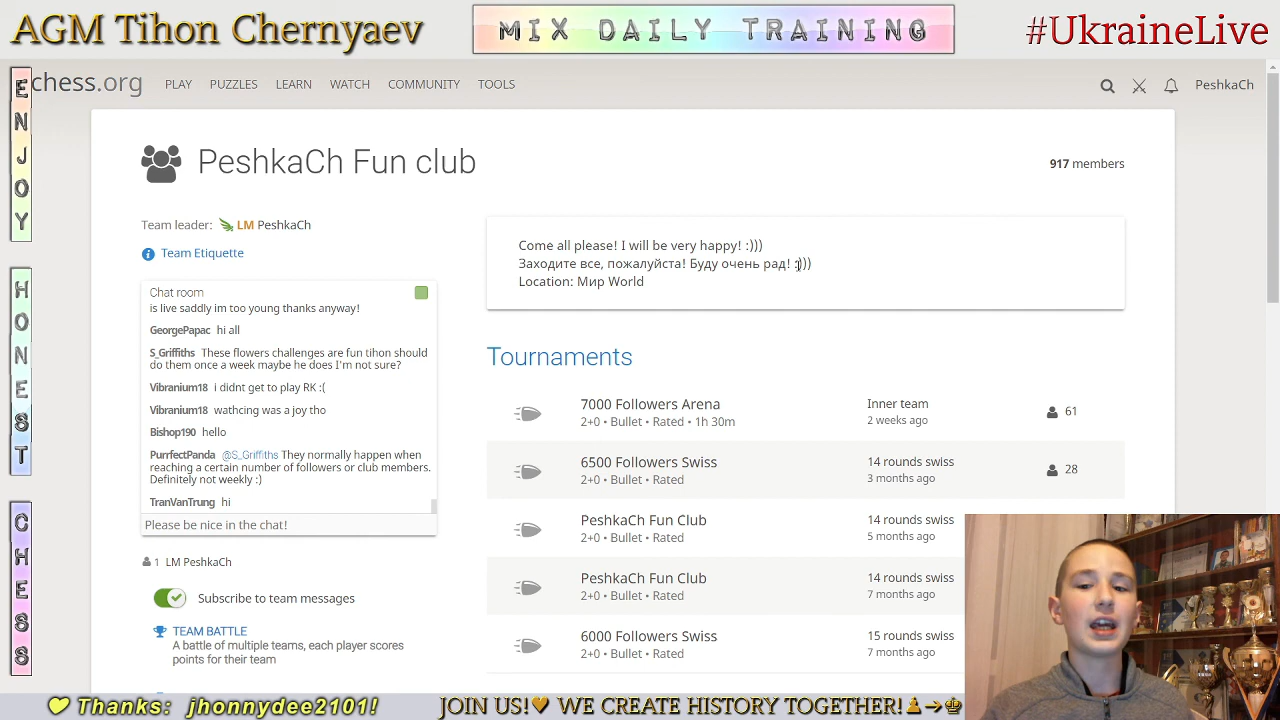 AGM Tihon Chernyaev
MIX DAILY TRAINING
#UkraineLive
ENJOY
HONEST
CHESS
chess.org
PLAY PUZZLES LEARN WATCH COMMUNITY TOOLS
PeshkaCh
PeshkaCh Fun club
917 members
Team leader: LM PeshkaCh
Team Etiquette
Come all please! I will be very happy! :)))
Заходите все, пожалуйста! Буду очень рад! :)))
Location: Мир World
Chat room
is live saddly im too young thanks anyway!
GeorgePapac hi all
S_Griffiths These flowers challenges are fun tihon should
do them once a week maybe he does I'm not sure?
Vibranium18 i didnt get to play RK :(
Vibranium18 wathcing was a joy tho
Bishop190 hello
PurrfectPanda @S_Griffiths They normally happen when
reaching a certain number of followers or club members.
Definitely not weekly :)
TranVanTrung hi
Please be nice in the chat!
1 LM PeshkaCh
Subscribe to team messages
TEAM BATTLE
A battle of multiple teams, each player scores
points for their team
Tournaments
7000 Followers Arena Inner team 61
2+0 • Bullet • Rated • 1h 30m 2 weeks ago
6500 Followers Swiss 14 rounds swiss 28
2+0 • Bullet • Rated 3 months ago
PeshkaCh Fun Club 14 rounds swiss
2+0 • Bullet • Rated 5 months ago
PeshkaCh Fun Club 14 rounds swiss
2+0 • Bullet • Rated 7 months ago
6000 Followers Swiss 15 rounds swiss
2+0 • Bullet • Rated 7 months ago
Thanks: jhonnydee2101!
JOIN US! WE CREATE HISTORY TOGETHER!